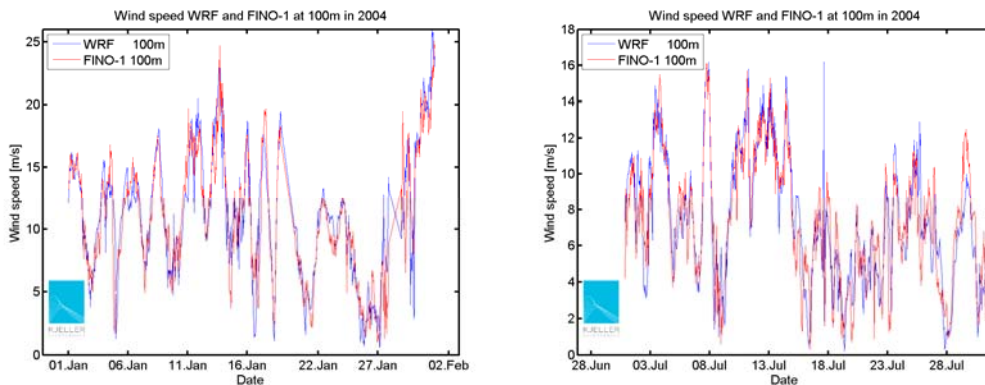 Wind speed WRF and FINO-1 at 100m in 2004
WRF 100m
FINO-1 100m
Wind speed [m/s]
25
20
15
10
5
0
KJELLER
01.Jan 06.Jan 11.Jan 16.Jan 22.Jan 27.Jan 02.Feb
Date
Wind speed WRF and FINO-1 at 100m in 2004
WRF 100m
FINO-1 100m
Wind speed [m/s]
18
16
14
12
10
8
6
4
2
0
KJELLER
28.Jun 03.Jul 08.Jul 13.Jul 18.Jul 23.Jul 28.Jul
Date